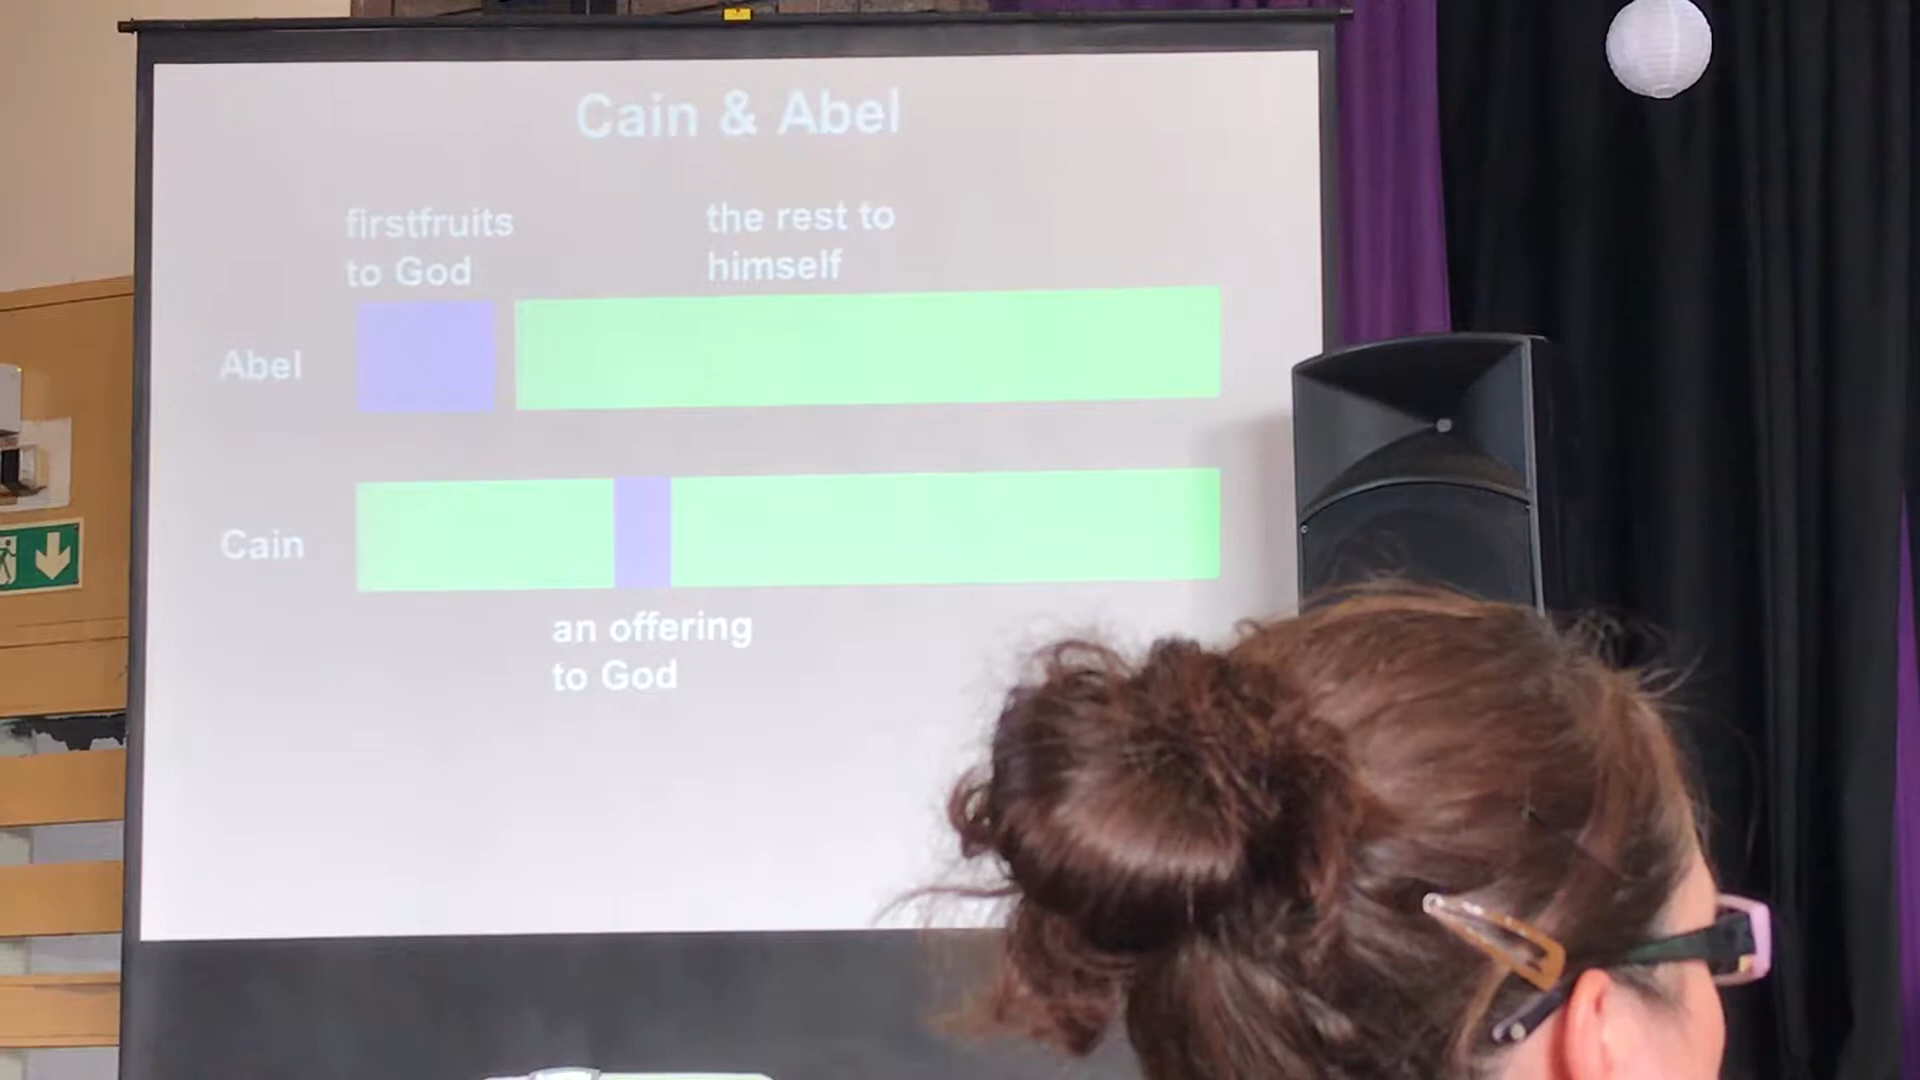 Cain & Abel
firstfruits
to God
the rest to
himself
Abel
Cain
an offering
to God